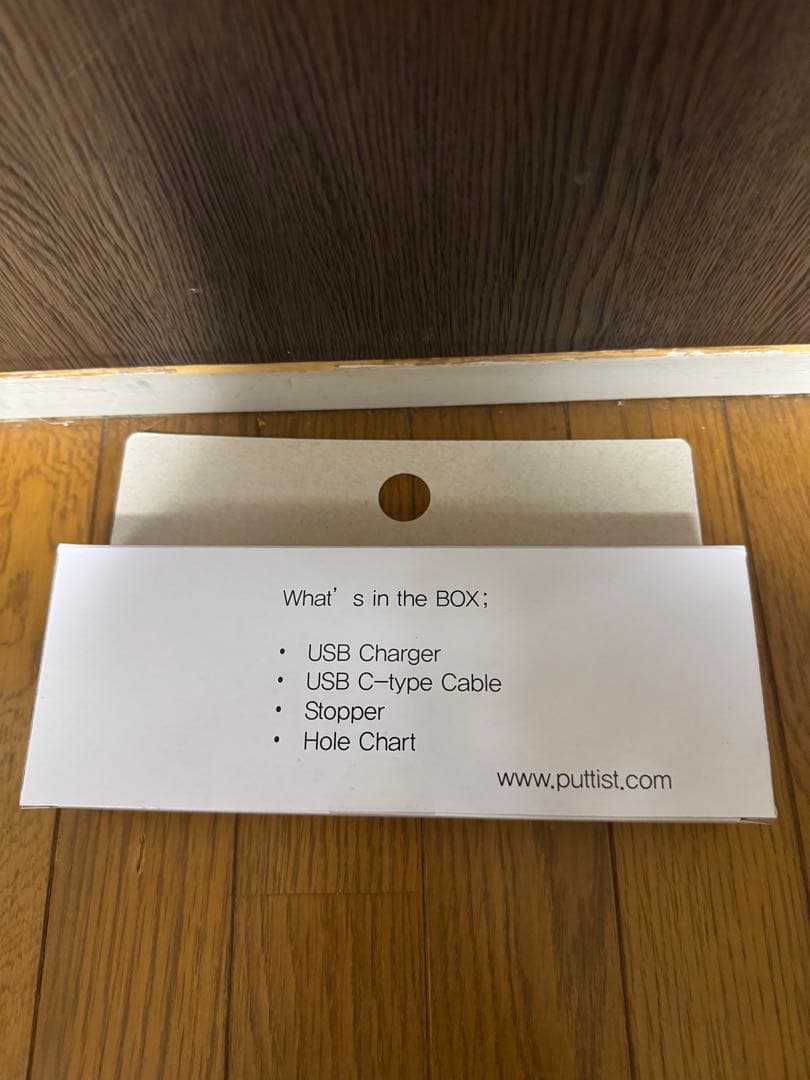 What's in the BOX;
• USB Charger
• USB C-type Cable
• Stopper
• Hole Chart
www.puttist.com